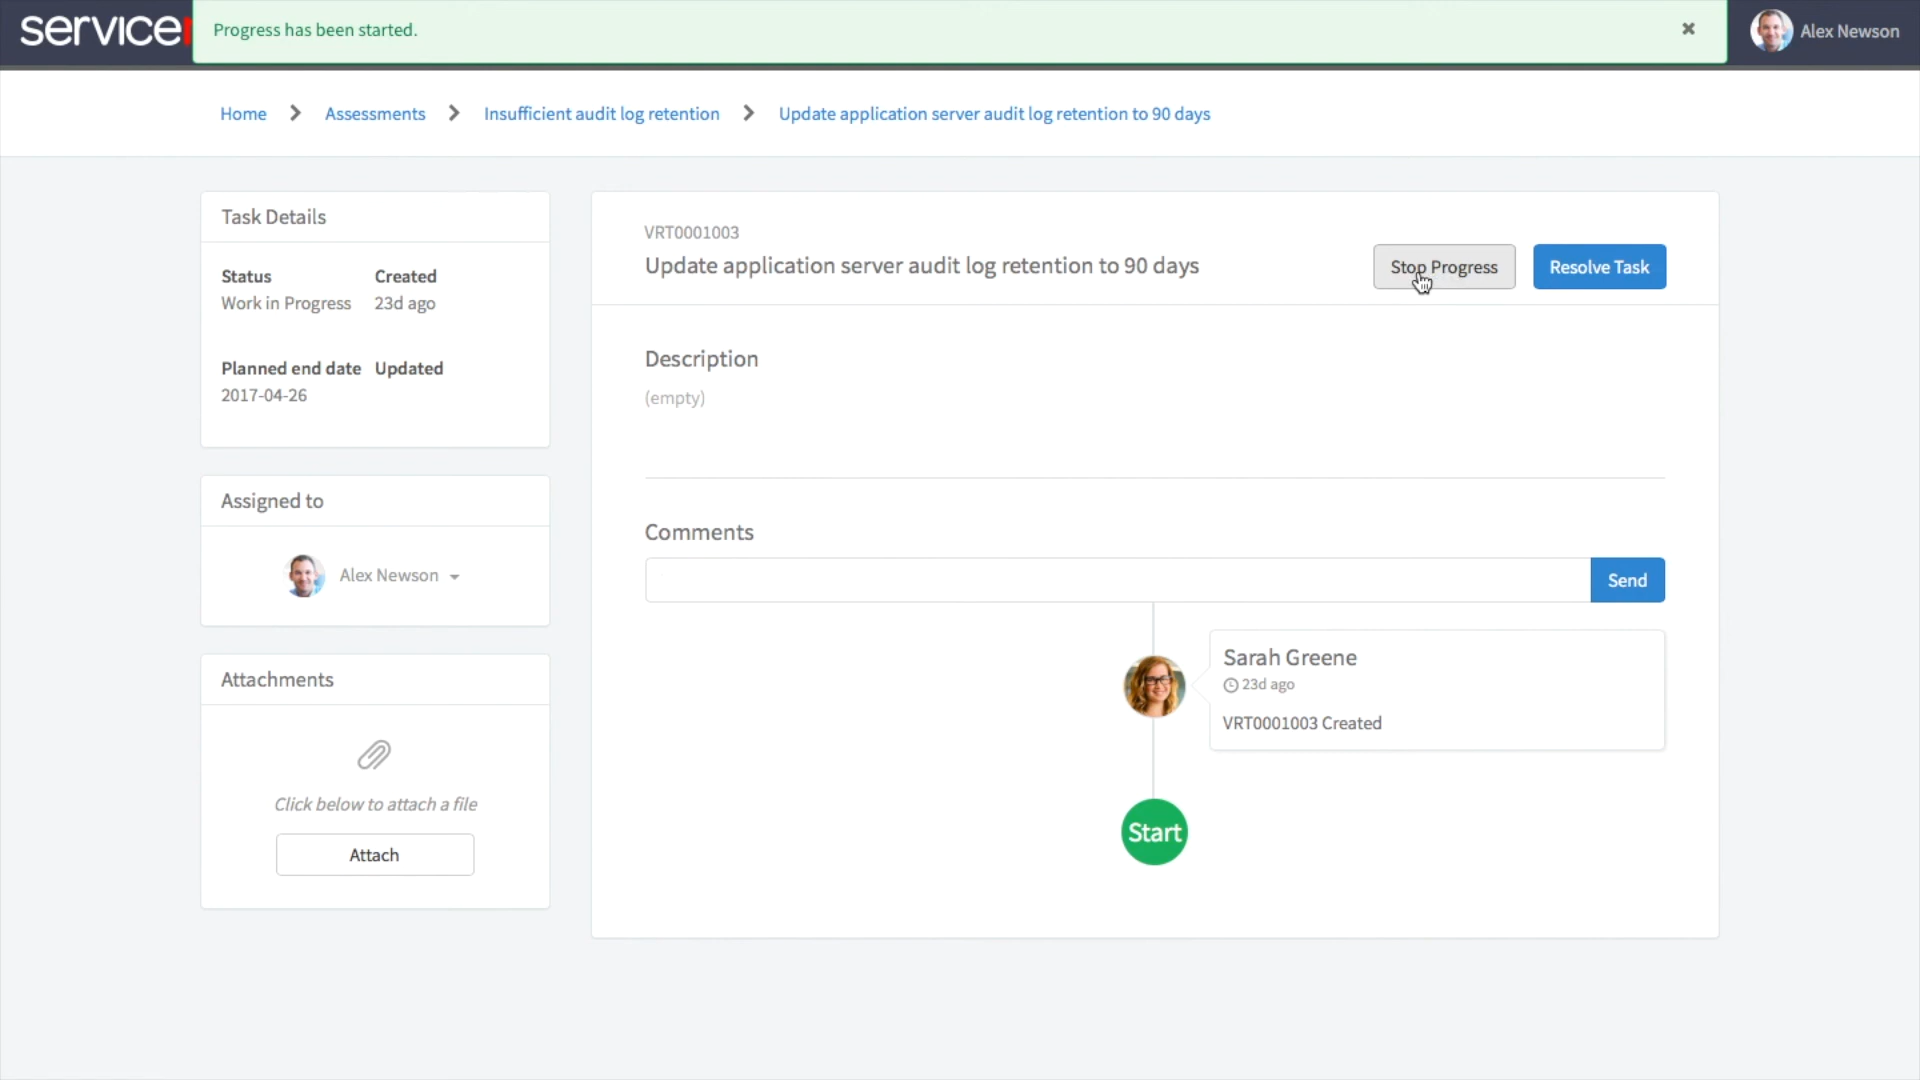 service
Progress has been started.
Alex Newson
Home
Assessments
Insufficient audit log retention
Update application server audit log retention to 90 days
Task Details
Status
Created
Work in Progress
23d ago
Planned end date
Updated
2017-04-26
Assigned to
Alex Newson
Attachments
Click below to attach a file
Attach
VRT0001003
Update application server audit log retention to 90 days
Stop Progress
Resolve Task
Description
(empty)
Comments
Send
Sarah Greene
23d ago
VRT0001003 Created
Start